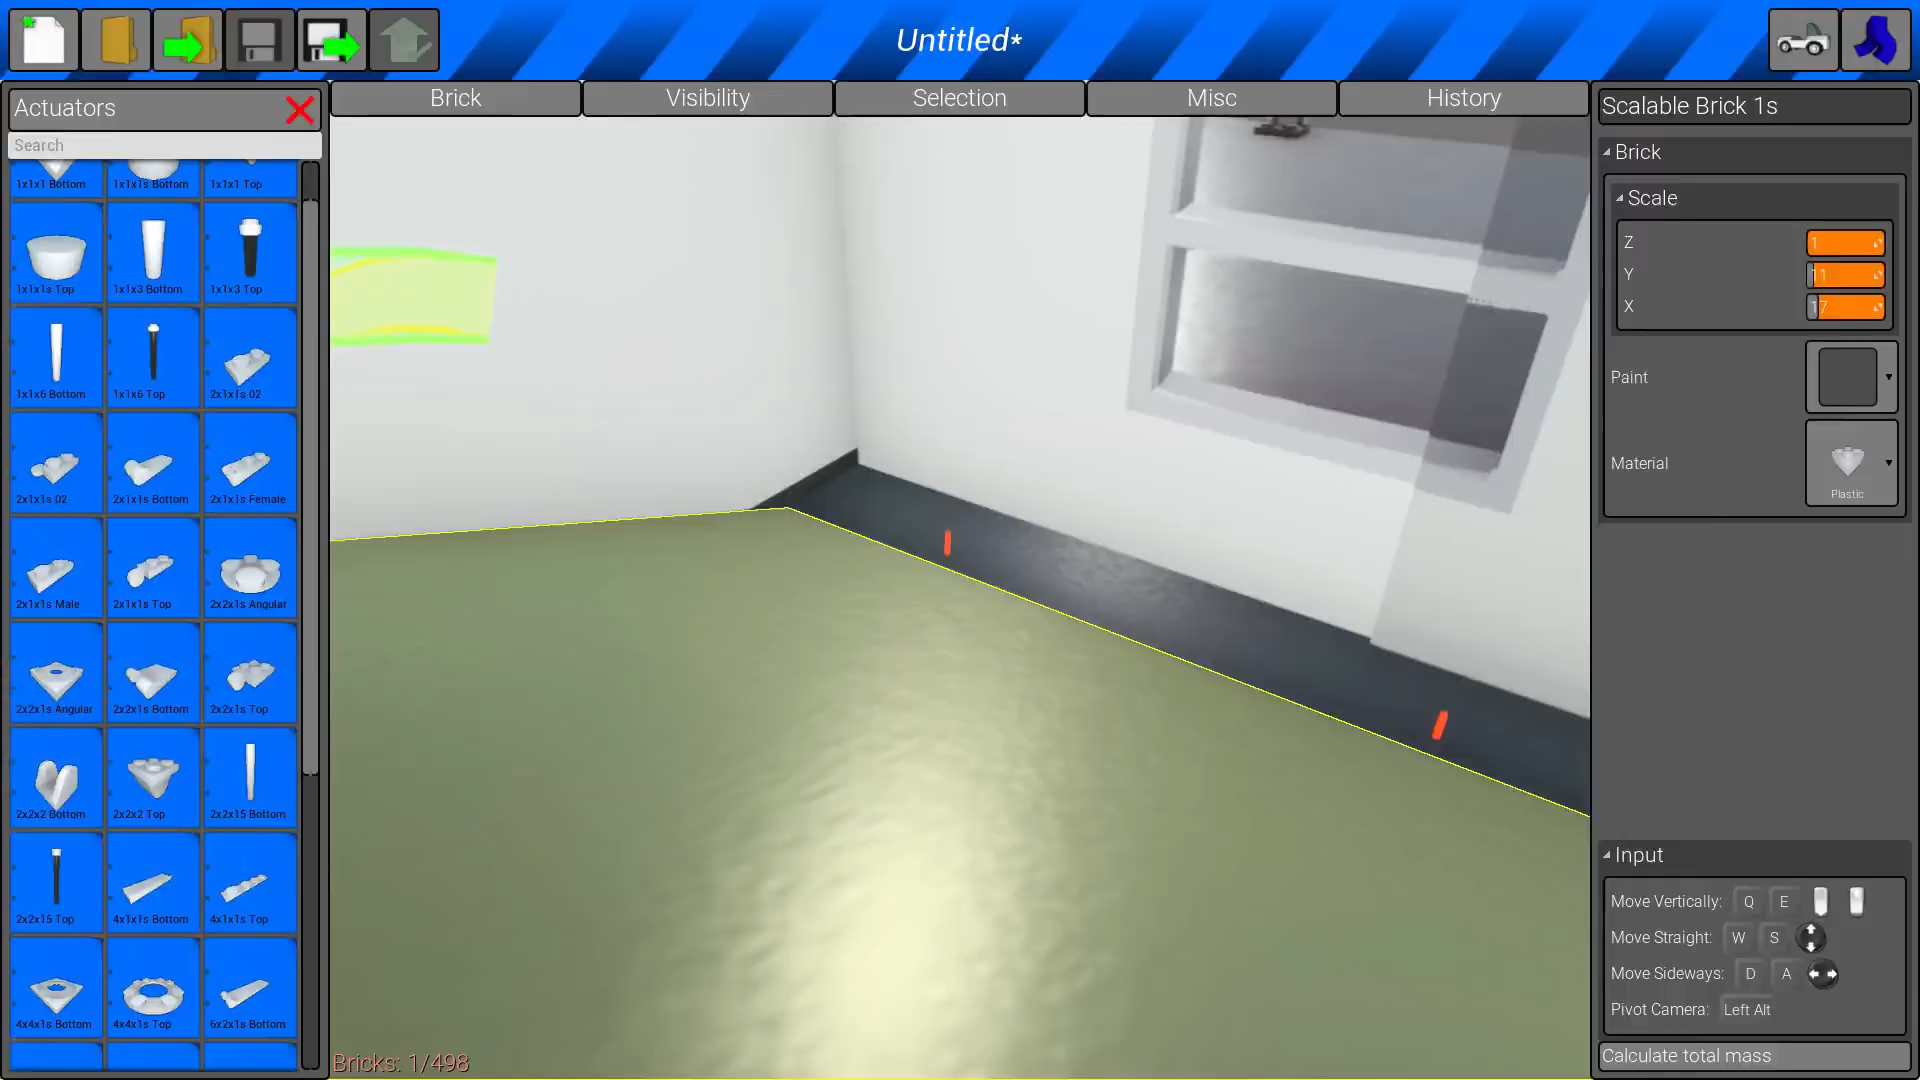 Untitled*
Actuators
Search
Brick
Visibility
Selection
Misc
History
1x1x1 Bottom
1x1x1s Bottom
1x1x1 Top
1x1x1s Top
1x1x3 Bottom
1x1x3 Top
1x1x6 Bottom
1x1x6 Top
2x1x1s 02
2x1x1s 02
2x1x1s Bottom
2x1x1s Female
2x1x1s Male
2x1x1s Top
2x2x1s Angular
2x2x1s Angular
2x2x1s Bottom
2x2x1s Top
2x2x2 Bottom
2x2x2 Top
2x2x15 Bottom
2x2x15 Top
4x1x1s Bottom
4x1x1s Top
4x4x1s Bottom
4x4x1s Top
6x2x1s Bottom
Bricks: 1/498
Scalable Brick 1s
Brick
Scale
Z 1
Y 11
X 17
Paint
Material
Plastic
Input
Move Vertically: Q E
Move Straight: W S
Move Sideways: D A
Pivot Camera: Left Alt
Calculate total mass